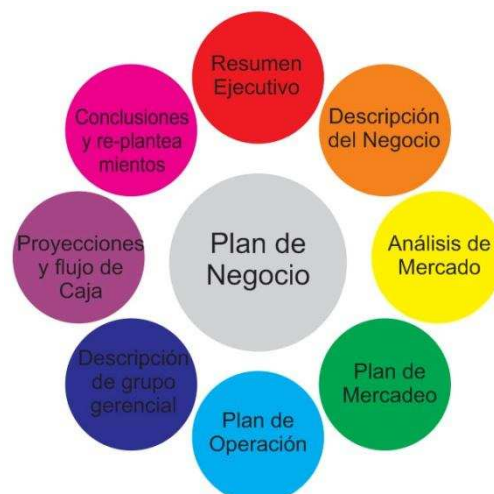 Resumen
Ejecutivo
Descripción
del Negocio
Análisis de
Mercado
Plan de
Mercadeo
Plan de
Operación
Descripción
de grupo
gerencial
Proyecciones
y flujo de
Caja
Conclusiones
y re-plantea
mientos
Plan de
Negocio